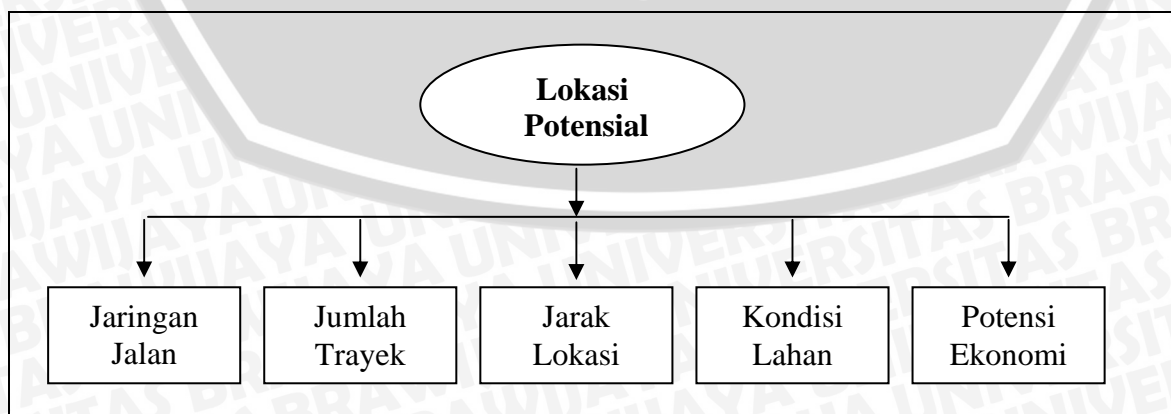 Lokasi
Potensial
Jaringan
Jalan
Jumlah
Trayek
Jarak
Lokasi
Kondisi
Lahan
Potensi
Ekonomi